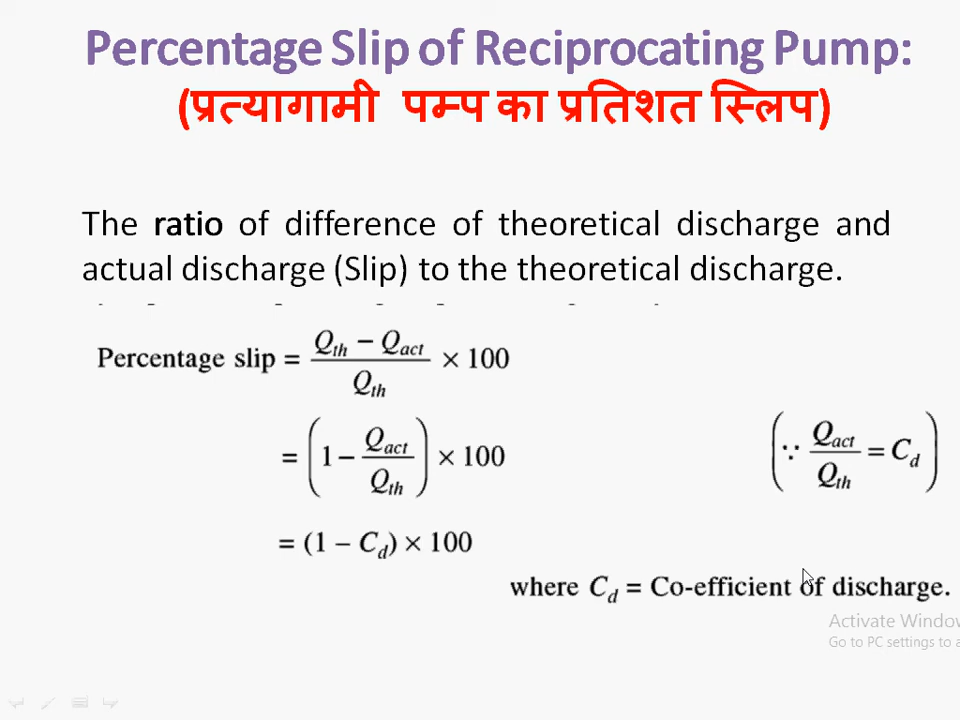 Percentage Slip of Reciprocating Pump:
(प्रत्यागामी पम्प का प्रतिशत स्लिप)
The ratio of difference of theoretical discharge and
actual discharge (Slip) to the theoretical discharge.
Percentage slip = (Q_th − Q_act) / Q_th × 100
= (1 − Q_act / Q_th) × 100 (∵ Q_act / Q_th = C_d)
= (1 − C_d) × 100
where C_d = Co-efficient of discharge.
Activate Window
Go to PC settings to a